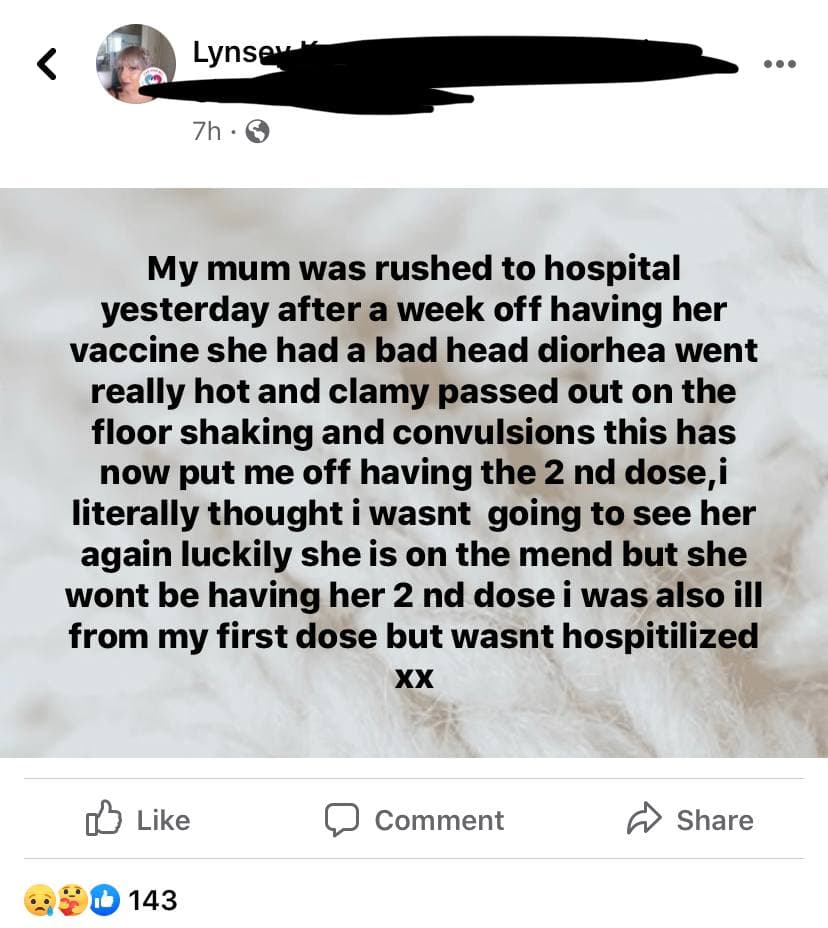 Lynsey
7h ·
My mum was rushed to hospital
yesterday after a week off having her
vaccine she had a bad head diorhea went
really hot and clamy passed out on the
floor shaking and convulsions this has
now put me off having the 2 nd dose,i
literally thought i wasnt  going to see her
again luckily she is on the mend but she
wont be having her 2 nd dose i was also ill
from my first dose but wasnt hospitilized
xx
Like Comment Share
143